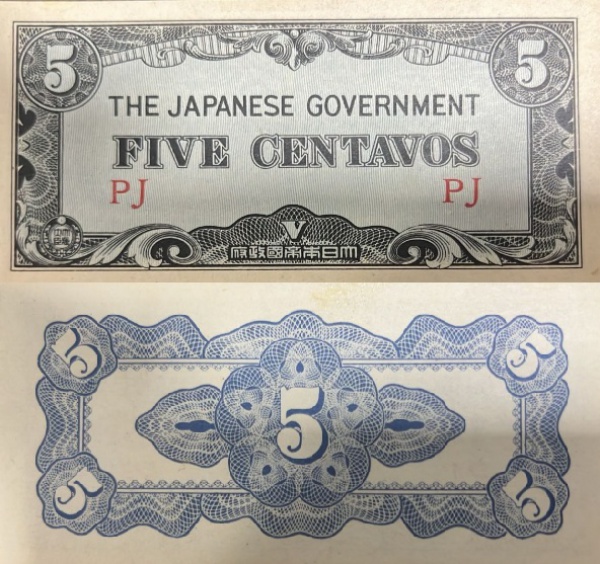 5 5
THE JAPANESE GOVERNMENT
FIVE CENTAVOS
PJ PJ
大日本帝國政府
5 5
5
5 5